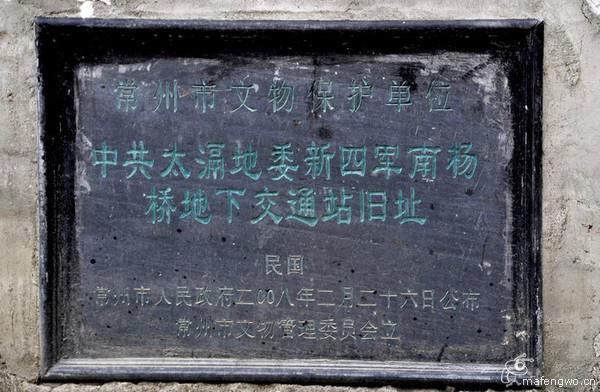 常州市文物保护单位
中共太滆地委新四军南杨
桥地下交通站旧址
民国
常州市人民政府二〇〇八年二月二十六日公布
常州市文物管理委员会立
mafengwo.cn